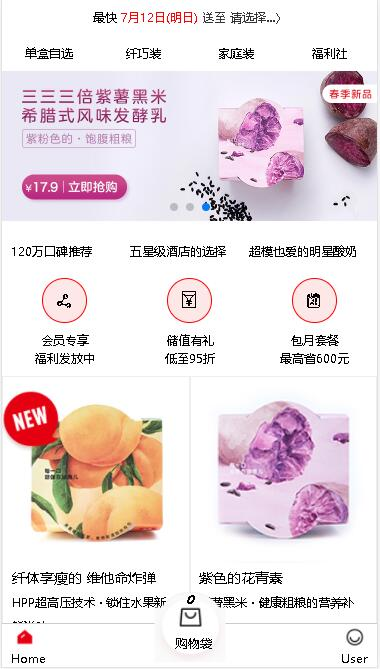 最快 7月12日(明日) 送至 请选择...〉
单盒自选 纤巧装 家庭装 福利社
三三三倍紫薯黑米
希腊式风味发酵乳
紫粉色的·饱腹粗粮
¥17.9 立即抢购
春季新品
120万口碑推荐 五星级酒店的选择 超模也爱的明星酸奶
会员专享
福利发放中
储值有礼
低至95折
包月套餐
最高省600元
NEW
纤体享瘦的 维他命炸弹
HPP超高压技术·锁住水果新
紫色的花青素
薯黑米·健康粗粮的营养补
0
购物袋
Home
User